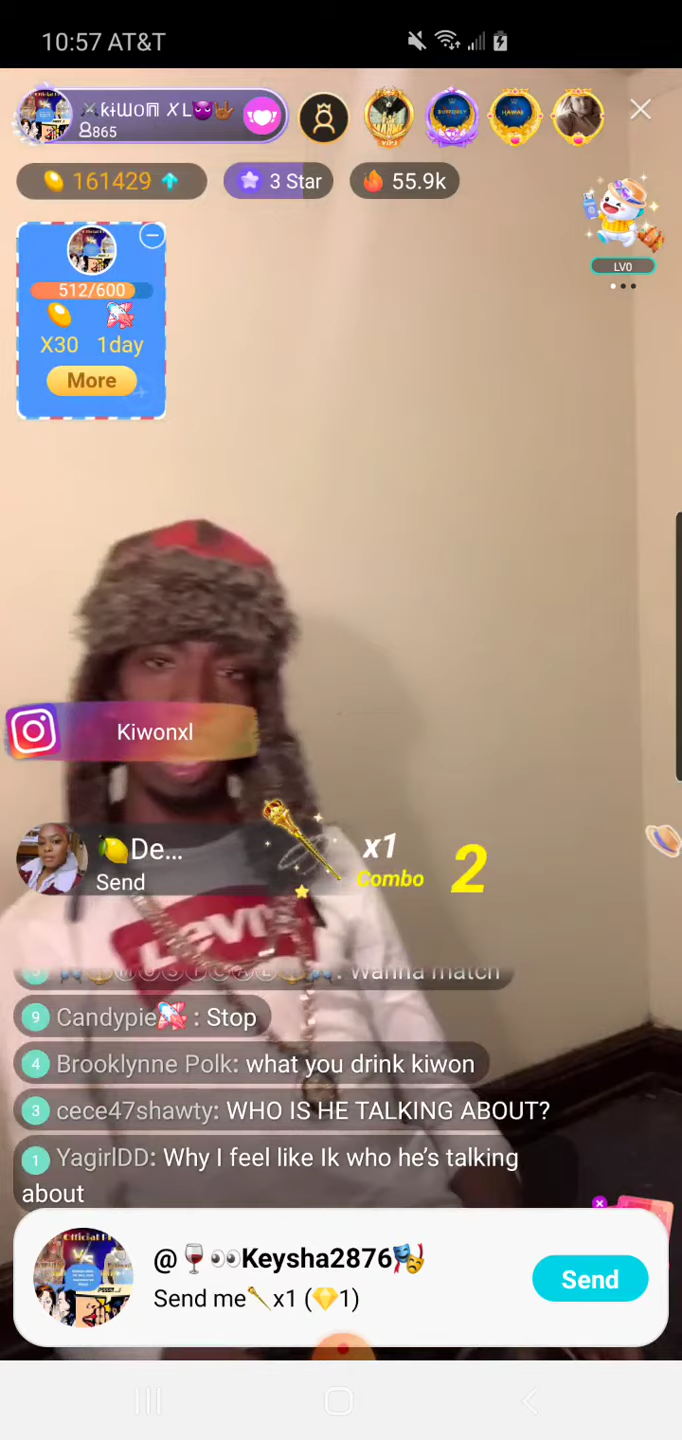 10:57 AT&T
⚔️ƙɨᏔOᏁ ✗L😈🤟🏾
865
161429
3 Star
55.9k
LV0
512/600
X30 1day
More
Kiwonxl
🍋De...
Send
x1
Combo 2
Levi's
Wanna match
9 Candypie : Stop
4 Brooklynne Polk: what you drink kiwon
3 cece47shawty: WHO IS HE TALKING ABOUT?
1 YagirlDD: Why I feel like Ik who he's talking
about
@🍷👀Keysha2876🎭
Send me x1 (💎1)
Send